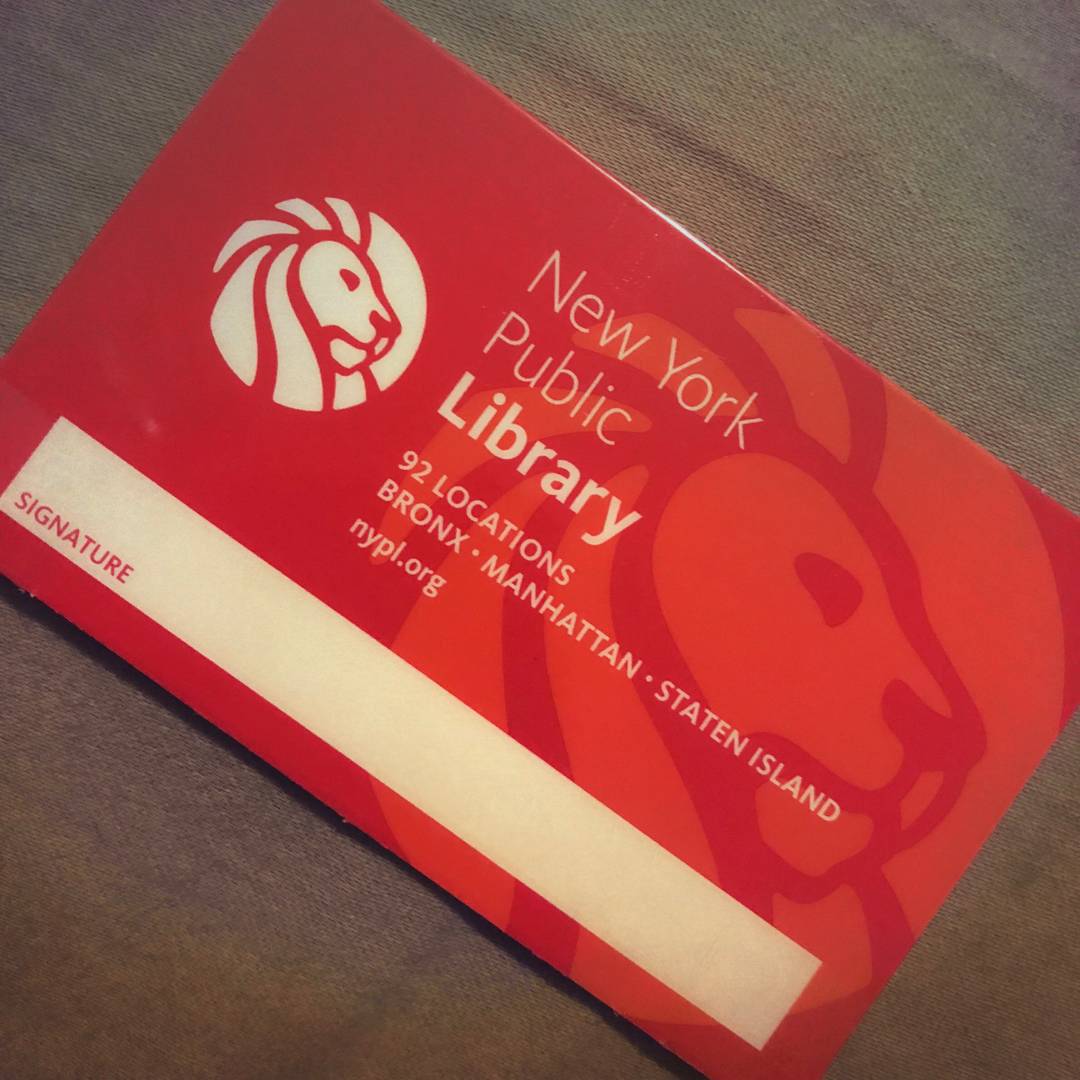 New York
Public
Library
92 LOCATIONS
BRONX • MANHATTAN • STATEN ISLAND
nypl.org
SIGNATURE